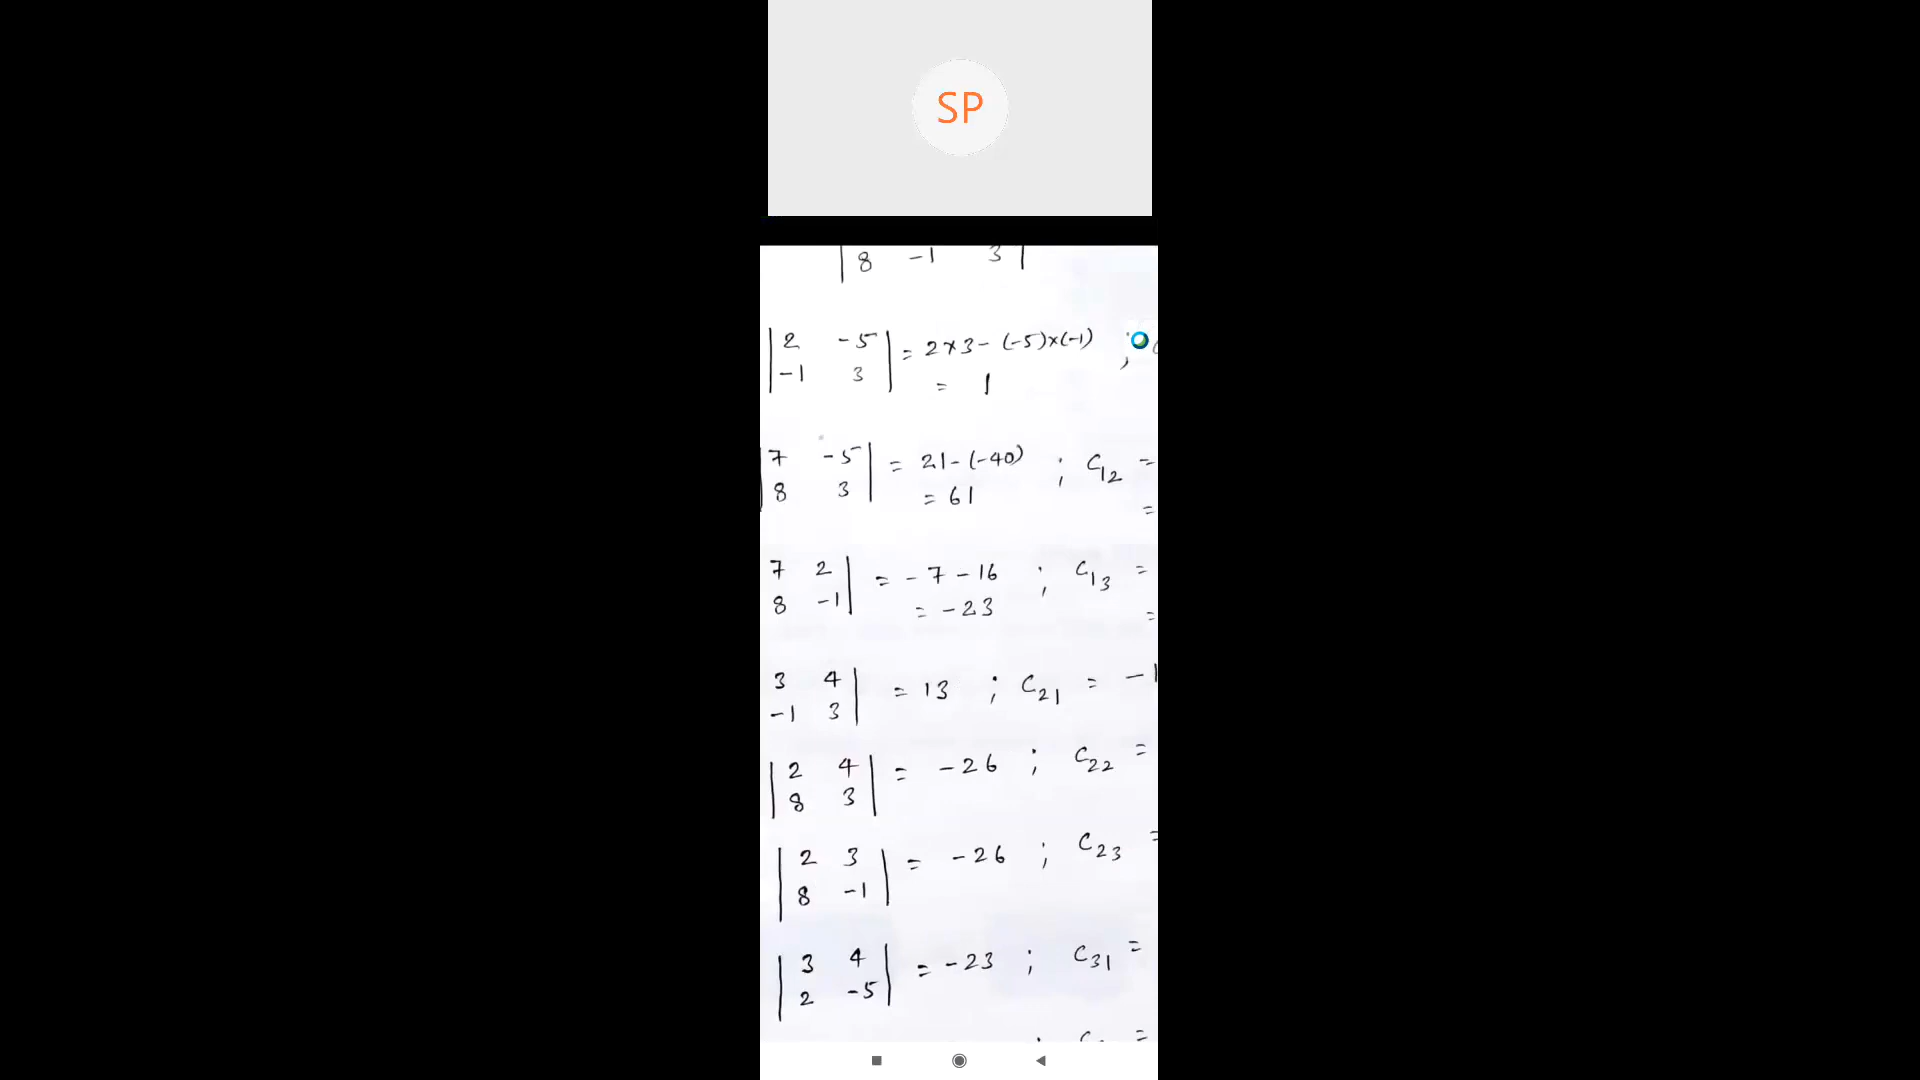 SP
| 8 -1 3 |
| 2 -5 | = 2×3 - (-5)×(-1) ;
| -1 3 | = 1
| 7 -5 | = 21-(-40) ; C12 =
| 8 3 | = 61 =
7 2 | = -7-16 ; C13 =
8 -1 | = -23 =
3 4 | = 13 ; C21 = -1
-1 3 |
| 2 4 | = -26 ; C22 =
| 8 3 |
| 2 3 | = -26 ; C23 =
| 8 -1 |
| 3 4 | = -23 ; C31 =
| 2 -5 |